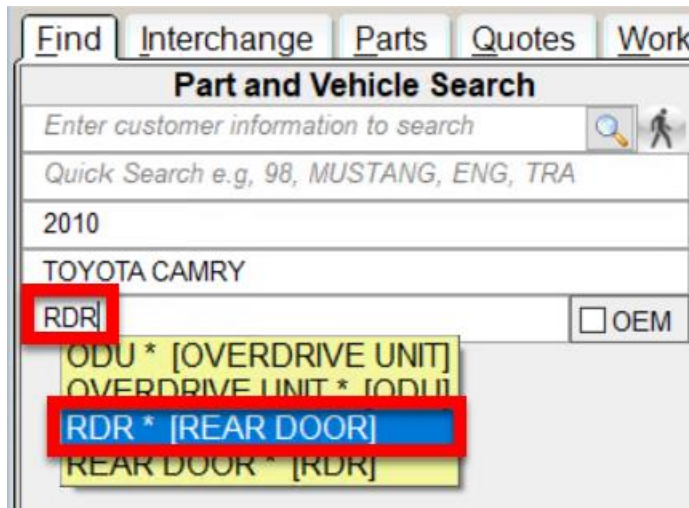 Find Interchange Parts Quotes Work
Part and Vehicle Search
Enter customer information to search
Quick Search e.g, 98, MUSTANG, ENG, TRA
2010
TOYOTA CAMRY
RDR OEM
ODU * [OVERDRIVE UNIT]
OVERDRIVE UNIT * [ODU]
RDR * [REAR DOOR]
REAR DOOR * [RDR]